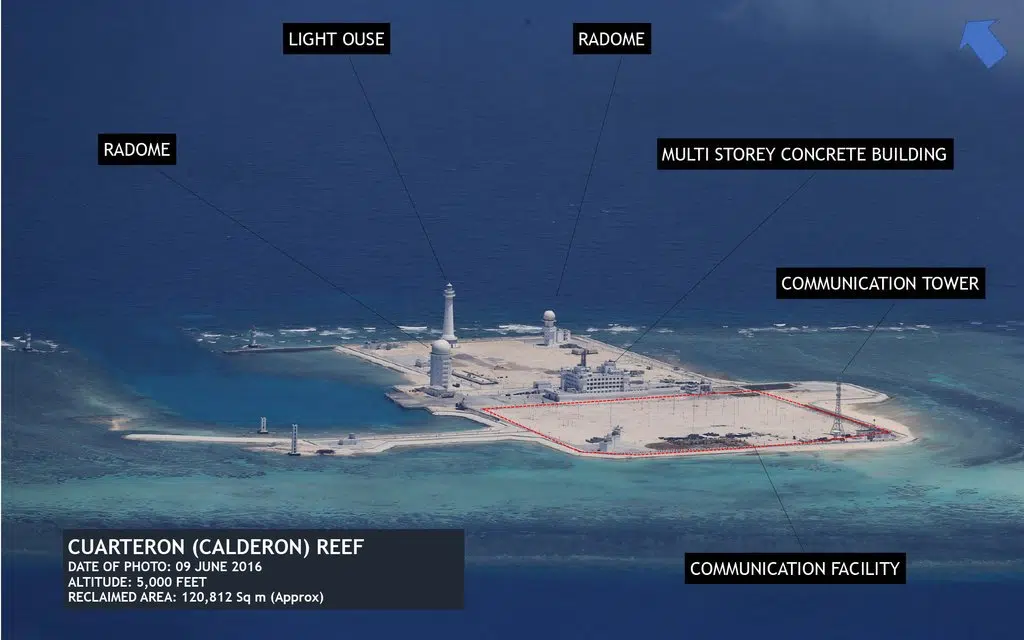 LIGHT OUSE
RADOME
RADOME
MULTI STOREY CONCRETE BUILDING
COMMUNICATION TOWER
CUARTERON (CALDERON) REEF
DATE OF PHOTO: 09 JUNE 2016
ALTITUDE: 5,000 FEET
RECLAIMED AREA: 120,812 Sq m (Approx)
COMMUNICATION FACILITY